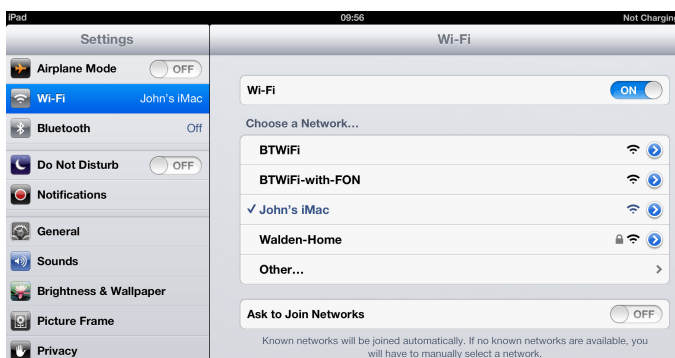 iPad 09:56 Not Charging
Settings
Wi-Fi
Airplane Mode OFF
Wi-Fi John's iMac
Bluetooth Off
Do Not Disturb OFF
Notifications
General
Sounds
Brightness & Wallpaper
Picture Frame
Privacy
Wi-Fi ON
Choose a Network...
BTWiFi
BTWiFi-with-FON
✓ John's iMac
Walden-Home
Other...
Ask to Join Networks OFF
Known networks will be joined automatically. If no known networks are available, you
will have to manually select a network.